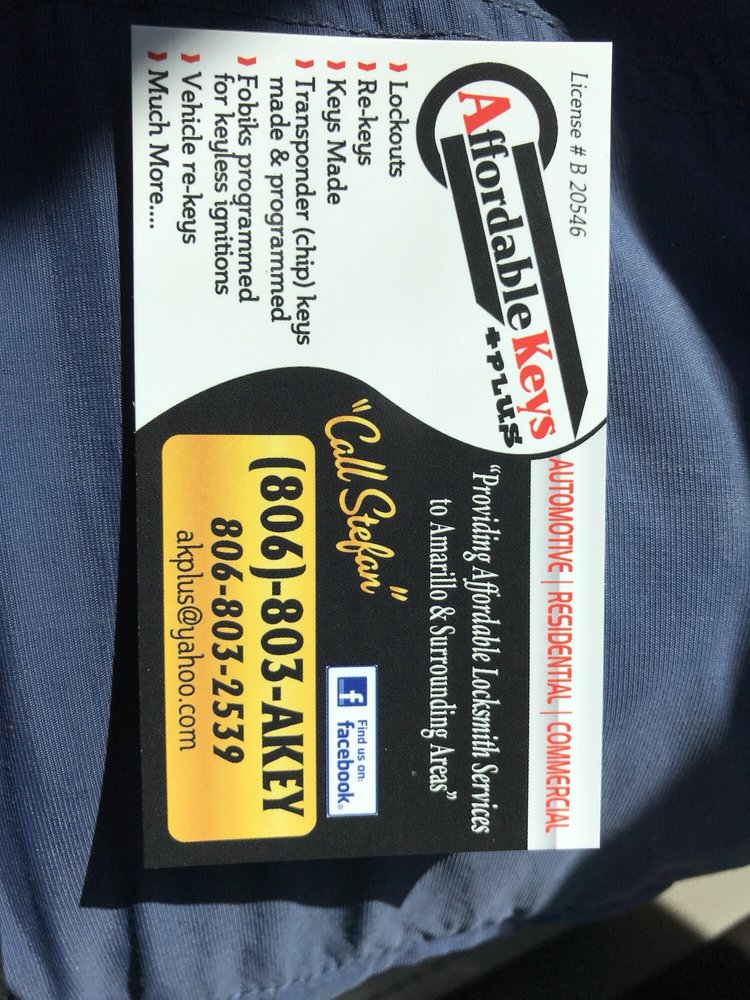 License # B 20546
Affordable Keys
+PLUS
❱ Lockouts
❱ Re-keys
❱ Keys Made
❱ Transponder (chip) keys
made & programmed
❱ Fobiks programmed
for keyless ignitions
❱ Vehicle re-keys
❱ Much More....
AUTOMOTIVE | RESIDENTIAL | COMMERCIAL
"Providing Affordable Locksmith Services
to Amarillo & Surrounding Areas"
"Call Stefan"
Find us on:
facebook®
(806)-803-AKEY
806-803-2539
akplus@yahoo.com